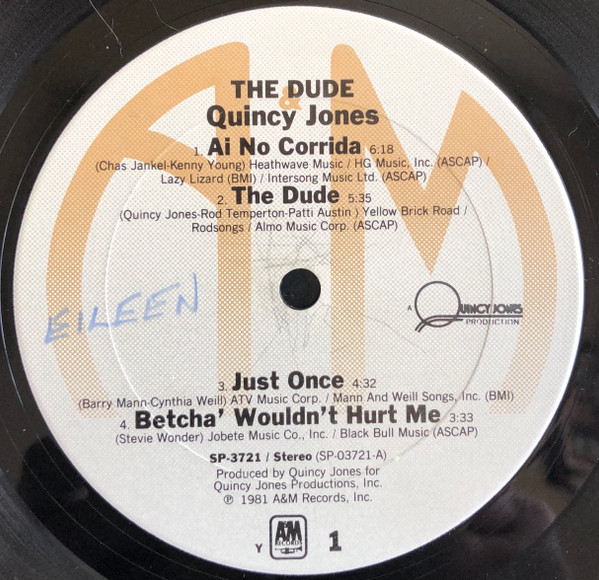 THE DUDE
&
Quincy Jones
1. Ai No Corrida 6:18
(Chas Jankel-Kenny Young) Heathwave Music / HG Music, Inc. (ASCAP) /
Lazy Lizard (BMI) / Intersong Music Ltd. (ASCAP)
2. The Dude 5:35
(Quincy Jones-Rod Temperton-Patti Austin ) Yellow Brick Road /
Rodsongs / Almo Music Corp. (ASCAP)
EILEEN
A QUINCY JONES
PRODUCTION
3. Just Once 4:32
(Barry Mann-Cynthia Weill) ATV Music Corp. / Mann And Weill Songs, Inc. (BMI)
4. Betcha' Wouldn't Hurt Me 3:33
(Stevie Wonder) Jobete Music Co., Inc. / Black Bull Music (ASCAP)
SP-3721 / Stereo (SP-03721-A)
Produced by Quincy Jones for
Quincy Jones Productions, Inc.
℗ 1981 A&M Records, Inc.
Y A&M RECORDS 1